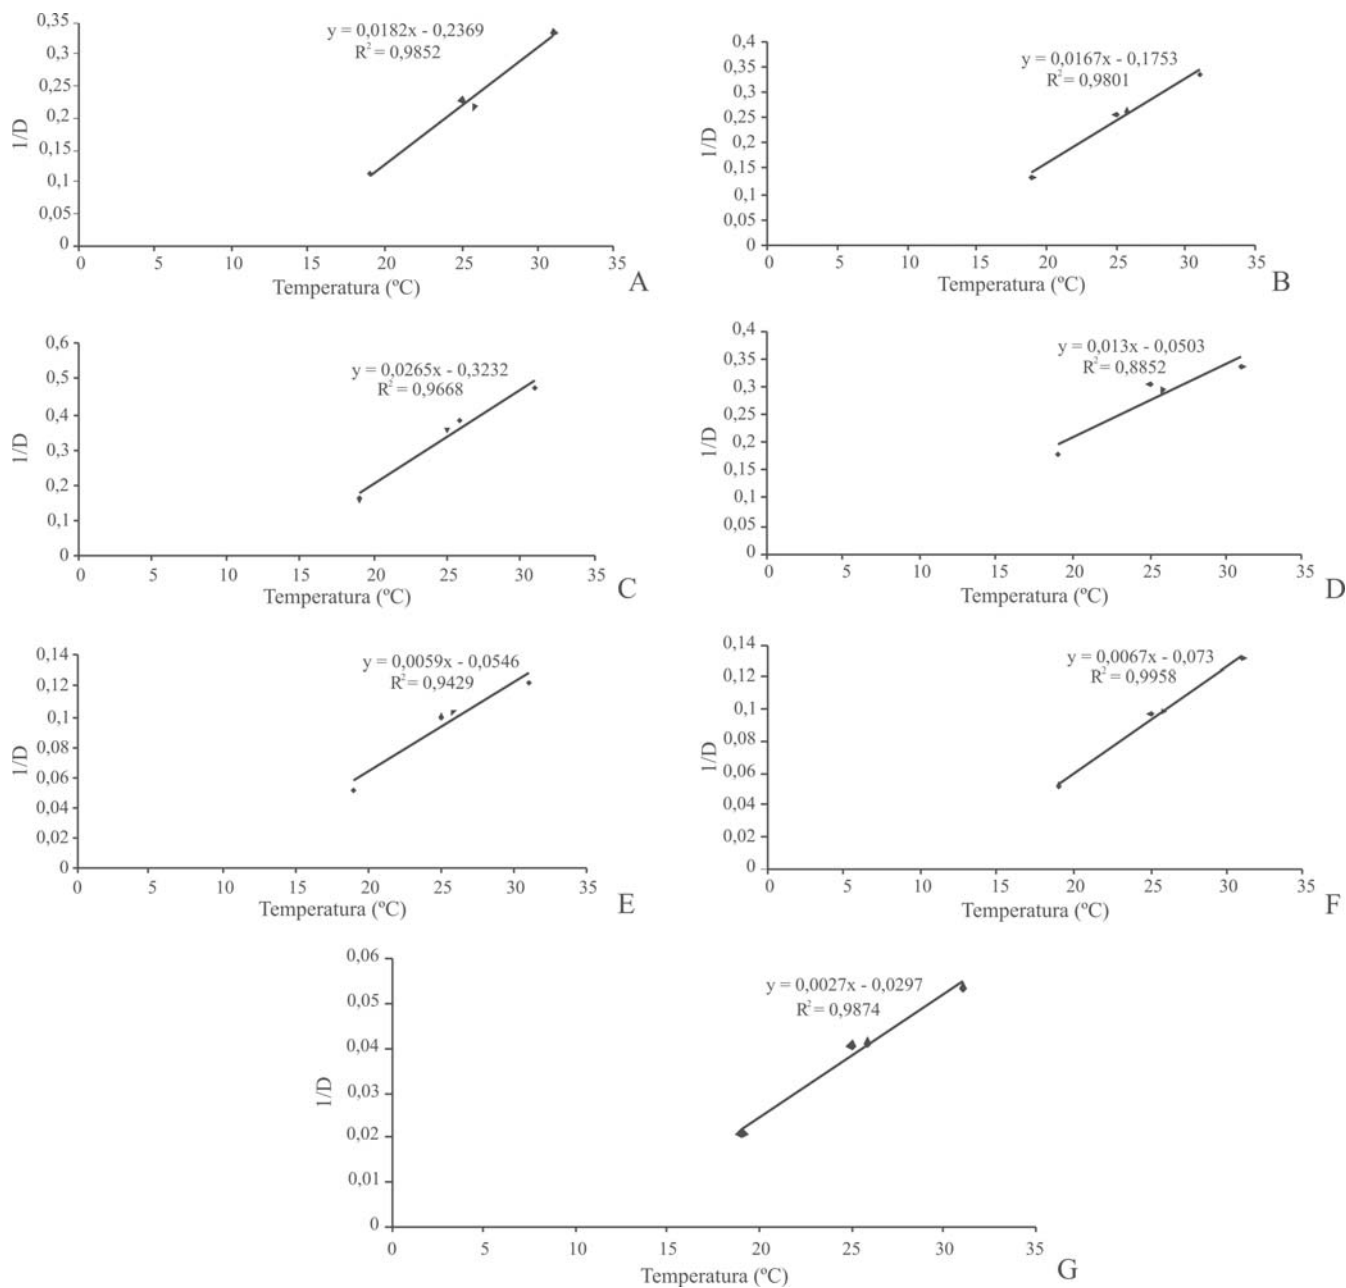 0,35
0,3
0,25
0,2
0,15
0,1
0,05
0
1/D
y = 0,0182x - 0,2369
R² = 0,9852
0 5 10 15 20 25 30 35
Temperatura (ºC)
A
0,4
0,35
0,3
0,25
0,2
0,15
0,1
0,05
0
1/D
y = 0,0167x - 0,1753
R² = 0,9801
0 5 10 15 20 25 30 35
Temperatura (ºC)
B
0,6
0,5
0,4
0,3
0,2
0,1
0
1/D
y = 0,0265x - 0,3232
R² = 0,9668
0 5 10 15 20 25 30 35
Temperatura (ºC)
C
0,4
0,35
0,3
0,2
0,15
0,1
0,05
0
1/D
y = 0,013x - 0,0503
R² = 0,8852
0 5 10 15 20 25 30 35
Temperatura (ºC)
D
0,14
0,12
0,1
0,08
0,06
0,04
0,02
0
1/D
y = 0,0059x - 0,0546
R² = 0,9429
0 5 10 15 20 25 30 35
Temperatura (ºC)
E
0,14
0,12
0,1
0,08
0,06
0,04
0,02
0
1/D
y = 0,0067x - 0,073
R² = 0,9958
0 5 10 15 20 25 30 35
Temperatura (ºC)
F
0,06
0,05
0,04
0,03
0,02
0,01
0
1/D
y = 0,0027x - 0,0297
R² = 0,9874
0 5 10 15 20 25 30 35
Temperatura (ºC)
G